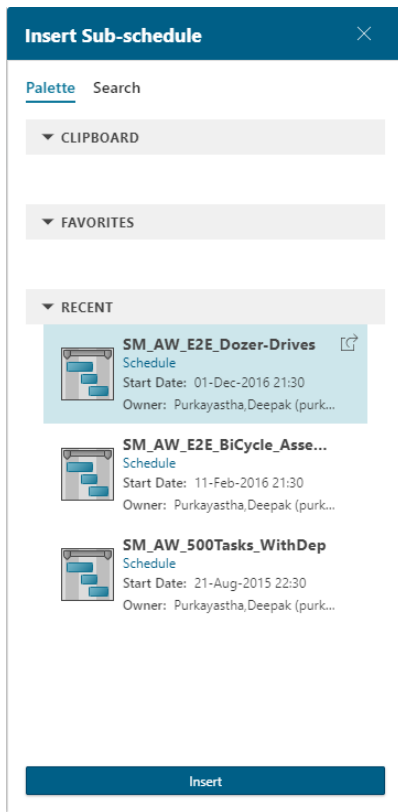 Insert Sub-schedule
Palette Search
CLIPBOARD
FAVORITES
RECENT
SM_AW_E2E_Dozer-Drives
Schedule
Start Date: 01-Dec-2016 21:30
Owner: Purkayastha,Deepak (purk...
SM_AW_E2E_BiCycle_Asse...
Schedule
Start Date: 11-Feb-2016 21:30
Owner: Purkayastha,Deepak (purk...
SM_AW_500Tasks_WithDep
Schedule
Start Date: 21-Aug-2015 22:30
Owner: Purkayastha,Deepak (purk...
Insert